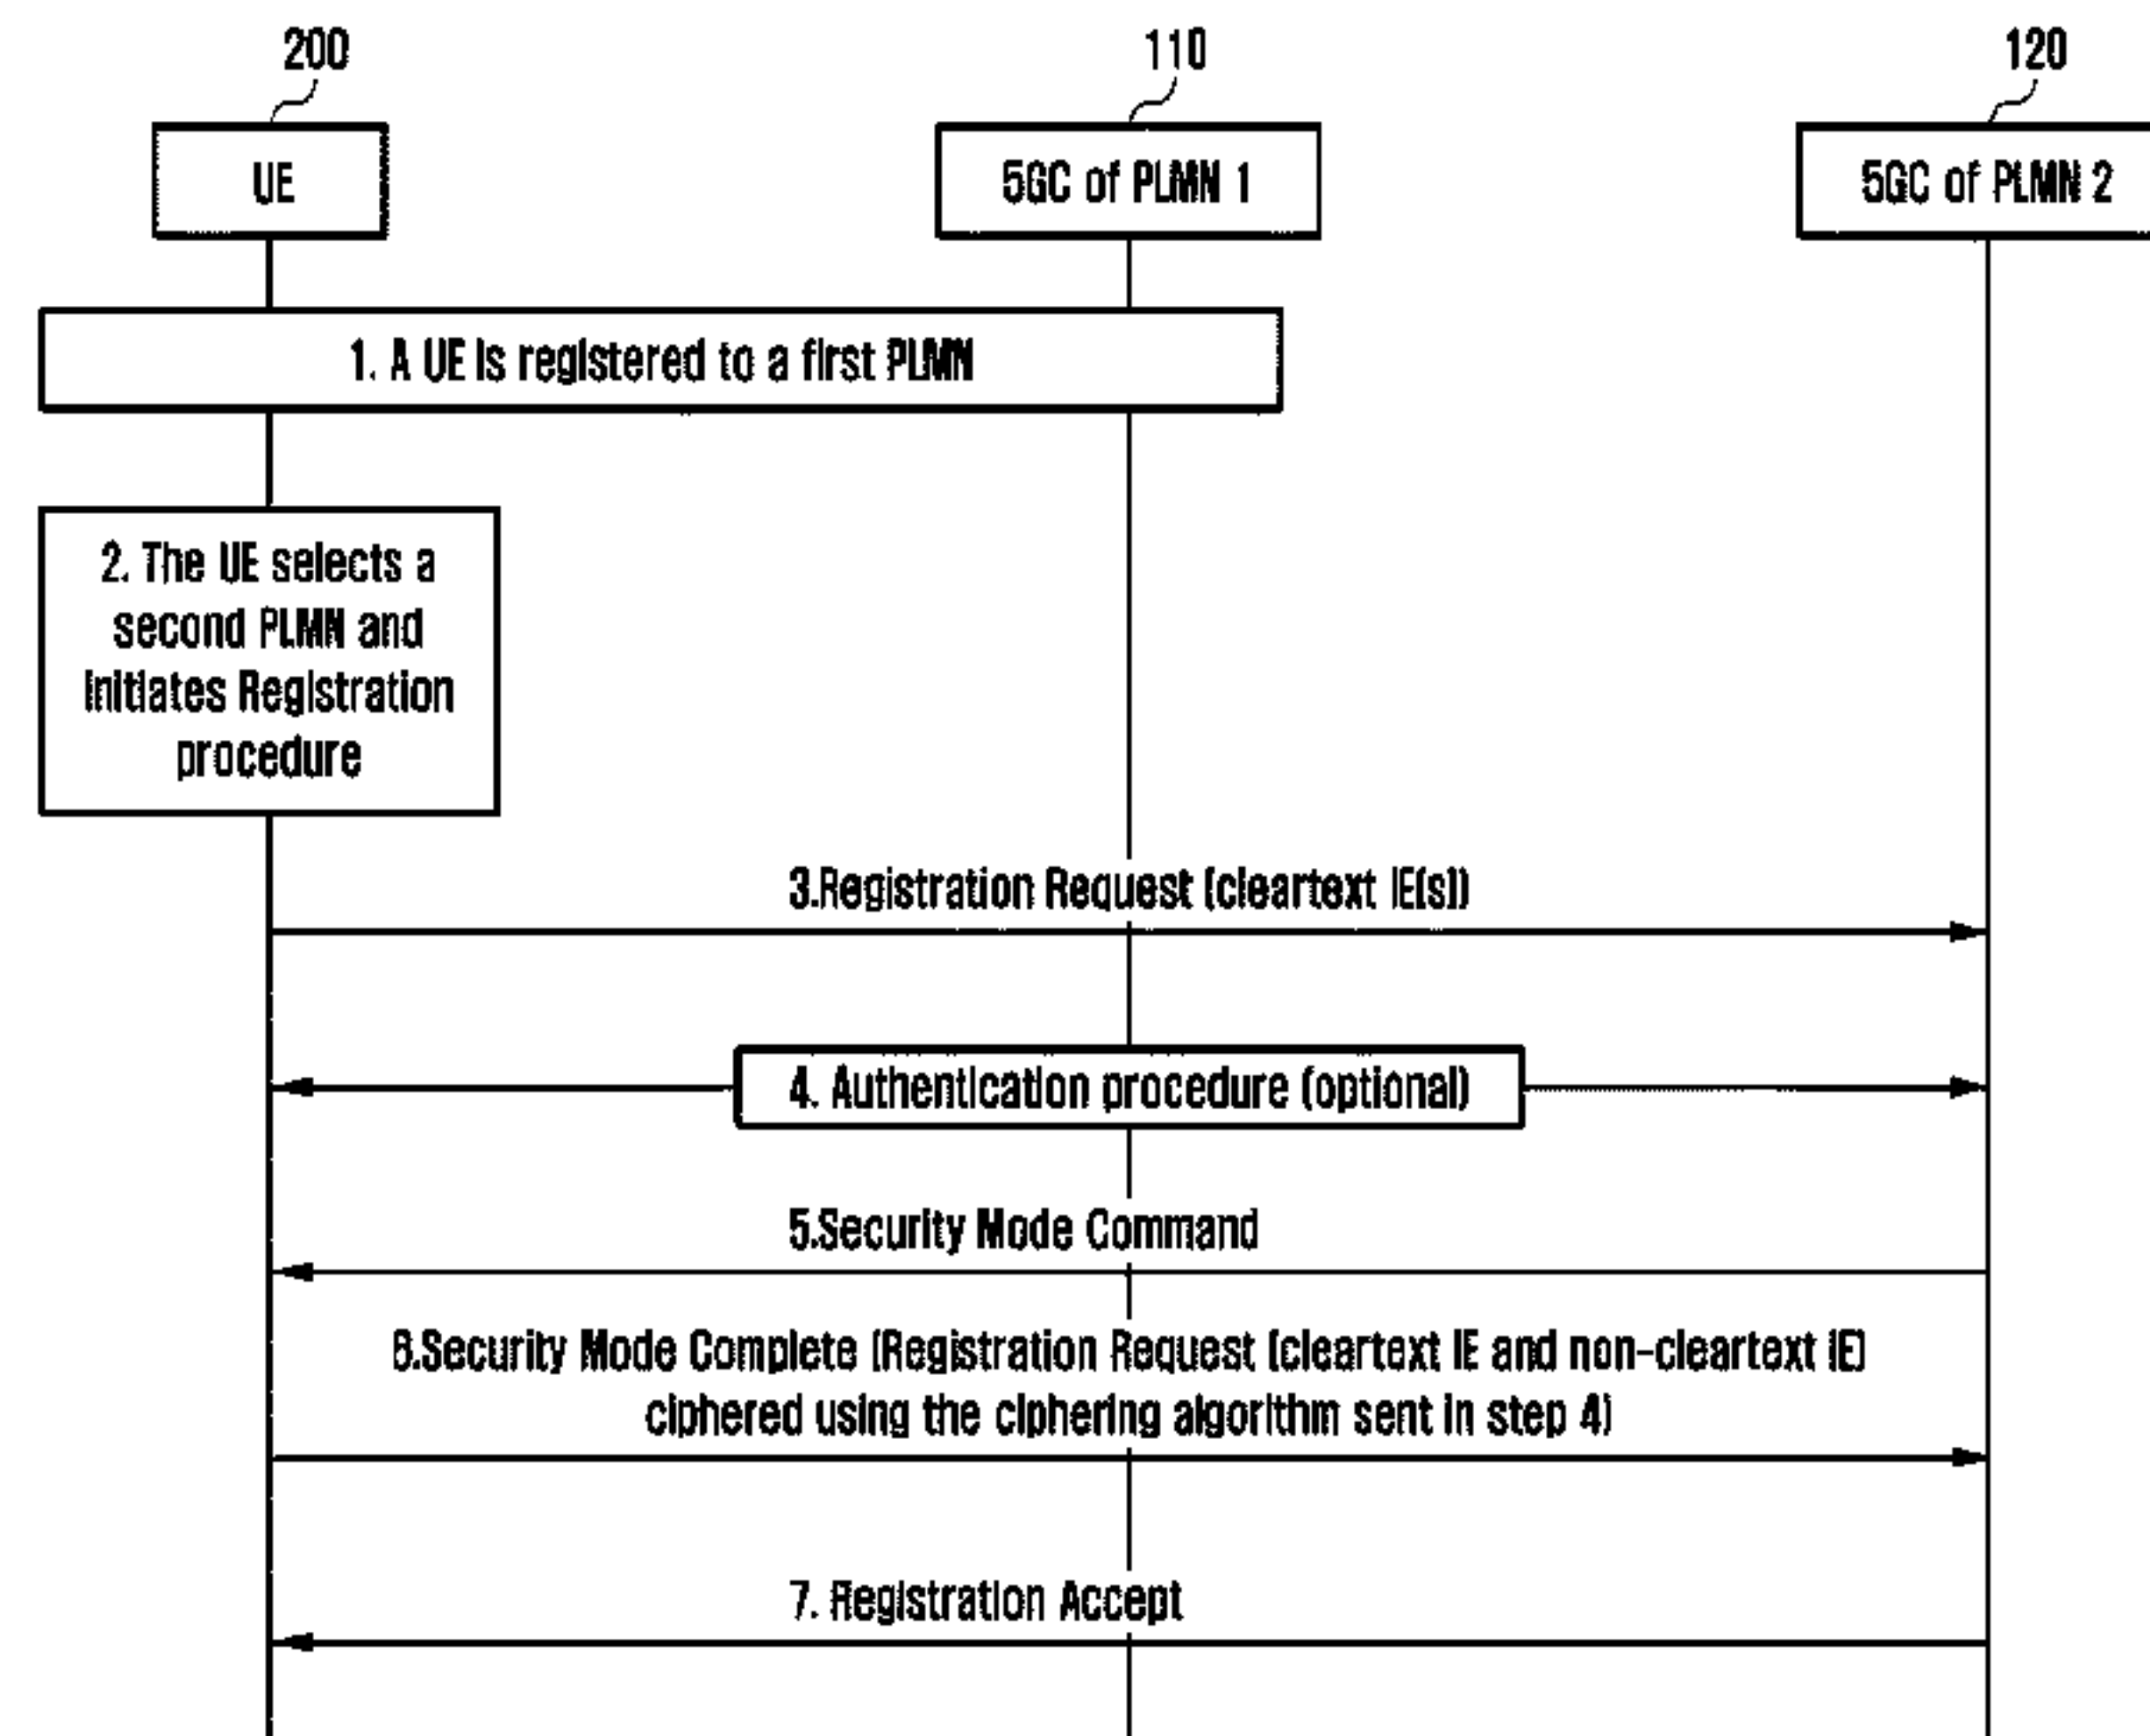 200
110
120
UE
5GC of PLMN 1
5GC of PLMN 2
1. A UE is registered to a first PLMN
2. The UE selects a
second PLMN and
initiates Registration
procedure
3.Registration Request (cleartext IE(s))
4. Authentication procedure (optional)
5.Security Mode Command
6.Security Mode Complete (Registration Request (cleartext IE and non-cleartext IE)
ciphered using the ciphering algorithm sent in step 4)
7. Registration Accept